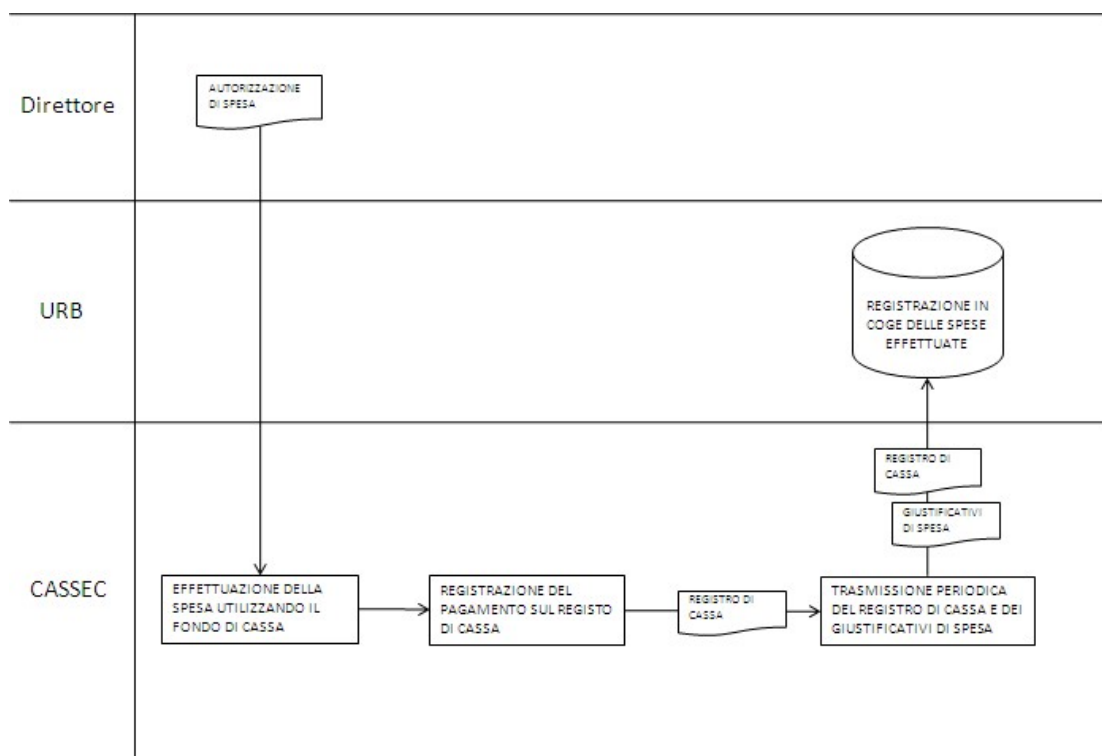 Direttore
AUTORIZZAZIONE
DI SPESA
URB
REGISTRAZIONE IN
COGE DELLE SPESE
EFFETTUATE
CASSEC
REGISTRO DI
CASSA
GIUSTIFICATIVI
DI SPESA
EFFETTUAZIONE DELLA
SPESA UTILIZZANDO IL
FONDO DI CASSA
REGISTRAZIONE DEL
PAGAMENTO SUL REGISTO
DI CASSA
REGISTRO DI
CASSA
TRASMISSIONE PERIODICA
DEL REGISTRO DI CASSA E DEI
GIUSTIFICATIVI DI SPESA